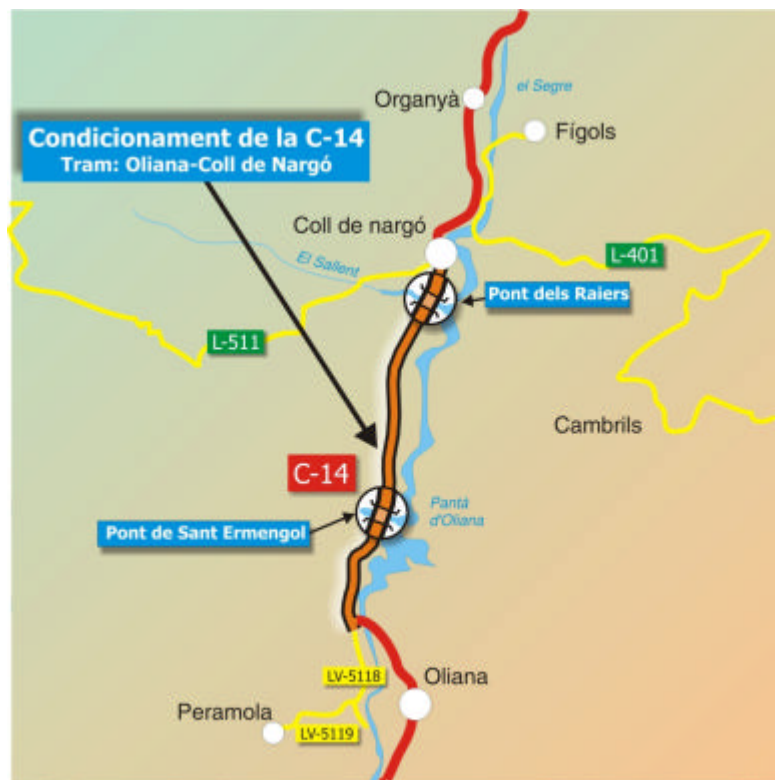 el Segre
Organyà
Fígols
Condicionament de la C-14
Tram: Oliana-Coll de Nargó
Coll de nargó
L-401
El Sallent
Pont dels Raiers
L-511
Cambrils
C-14
Pantà
d'Oliana
Pont de Sant Ermengol
LV-5118
Oliana
Peramola
LV-5119